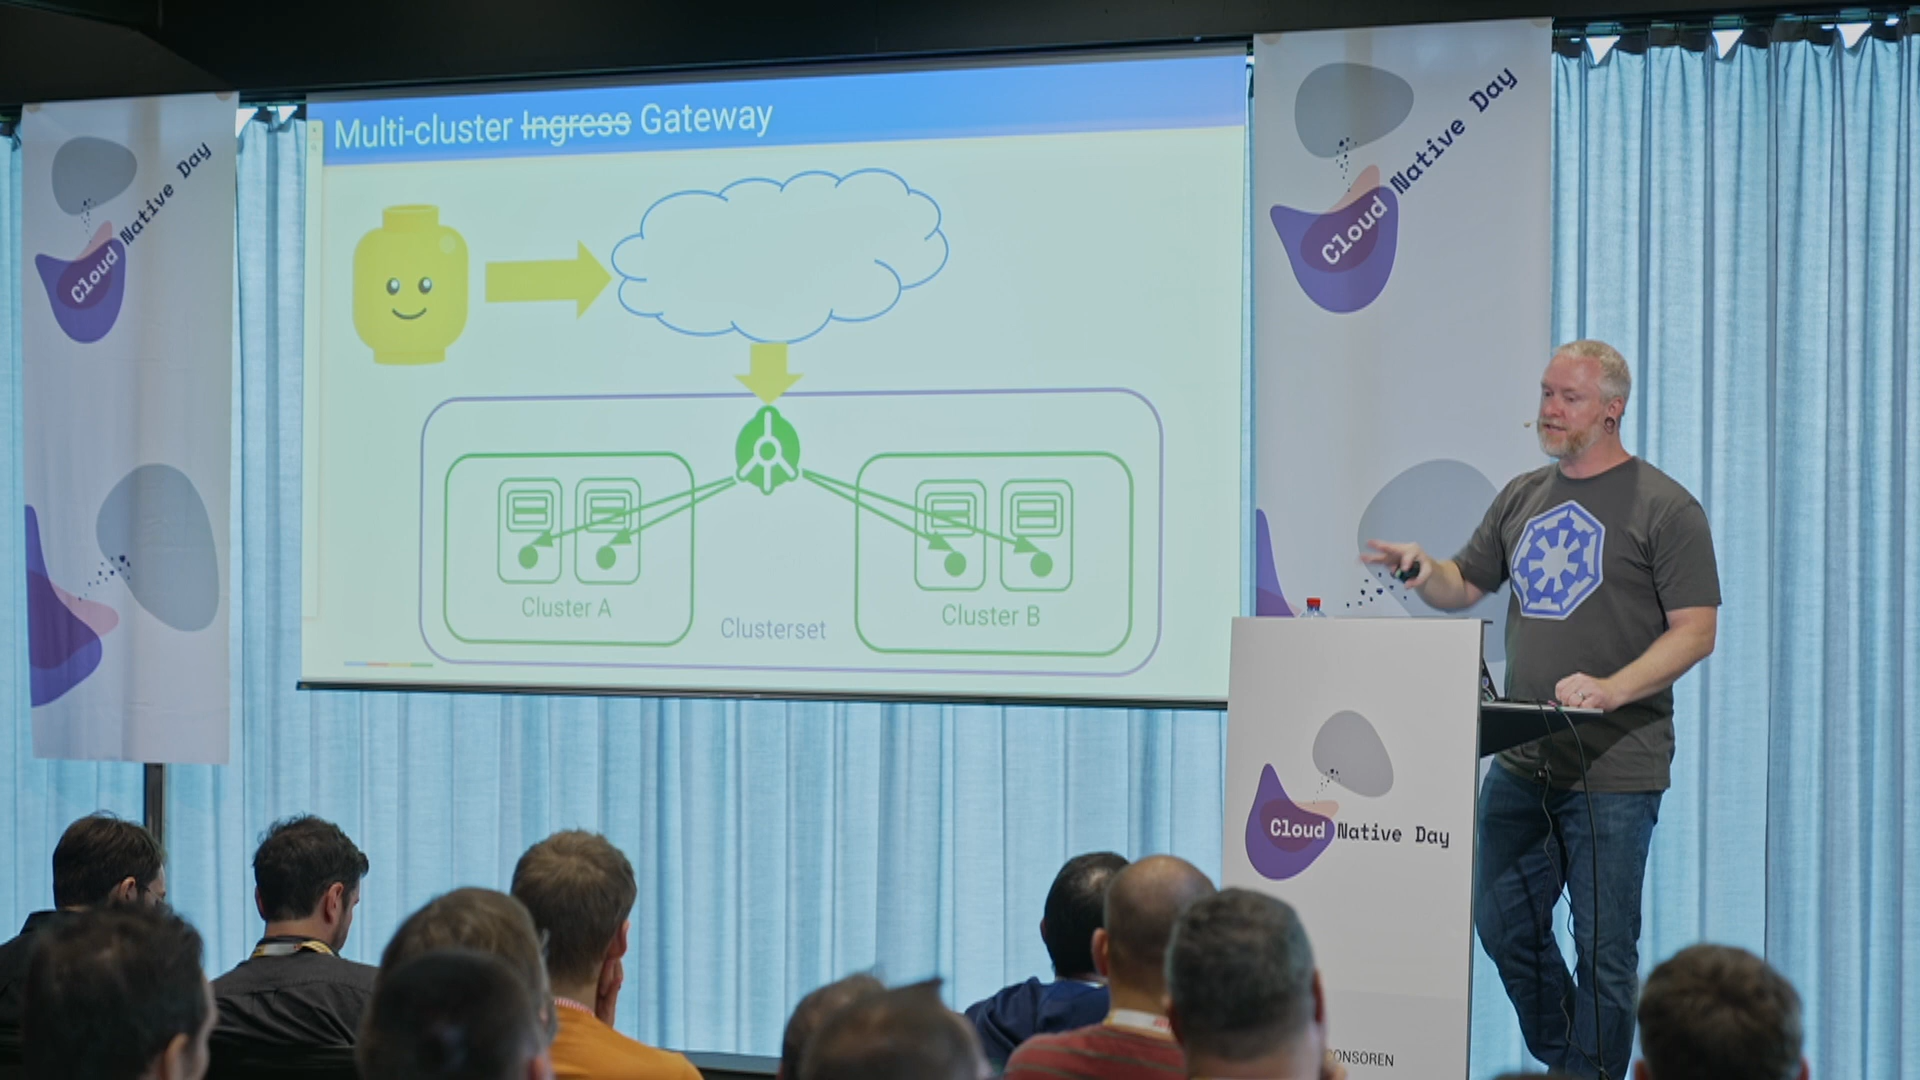 Multi-cluster Ingress Gateway
Cluster A
Clusterset
Cluster B
Cloud Native Day
Cloud Native Day
Cloud Native Day
ONSOREN